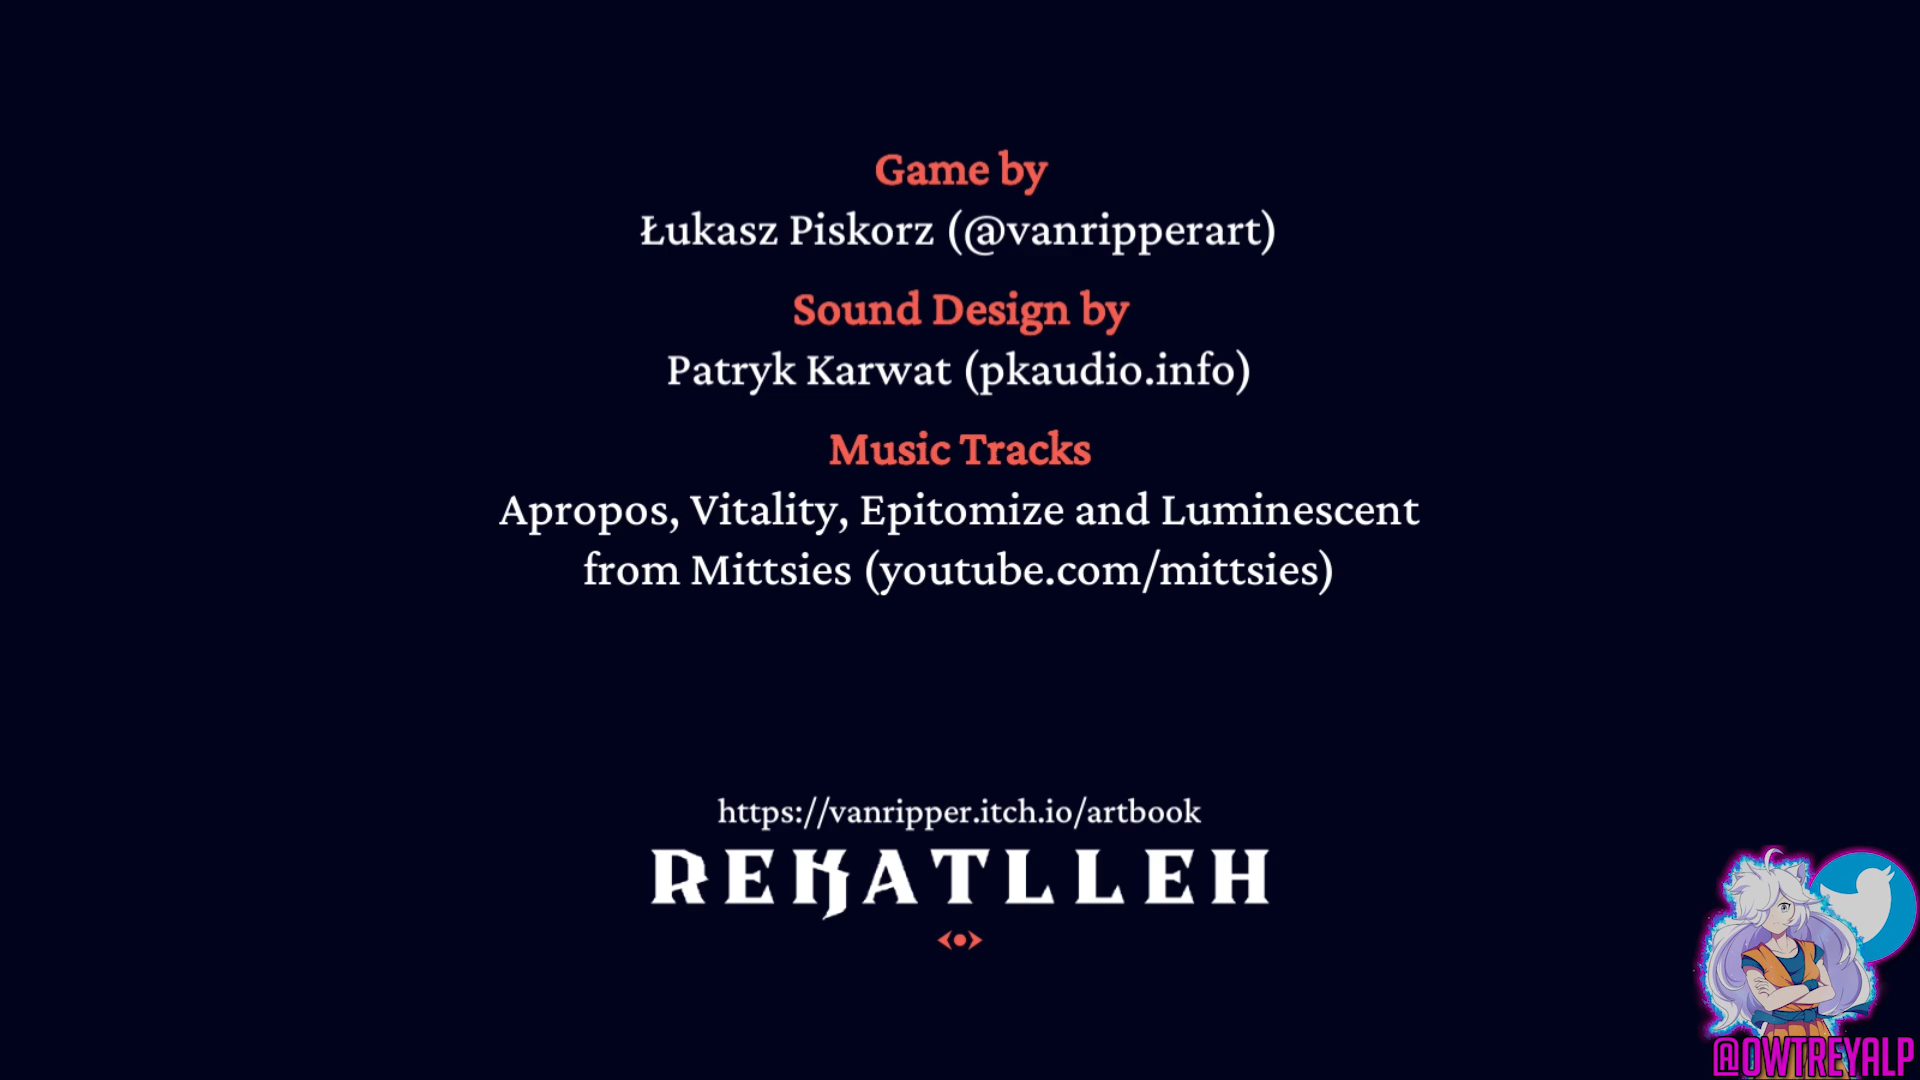 Game by
Łukasz Piskorz (@vanripperart)
Sound Design by
Patryk Karwat (pkaudio.info)
Music Tracks
Apropos, Vitality, Epitomize and Luminescent
from Mittsies (youtube.com/mittsies)
https://vanripper.itch.io/artbook
REKATLLEH
@OWTREYALP